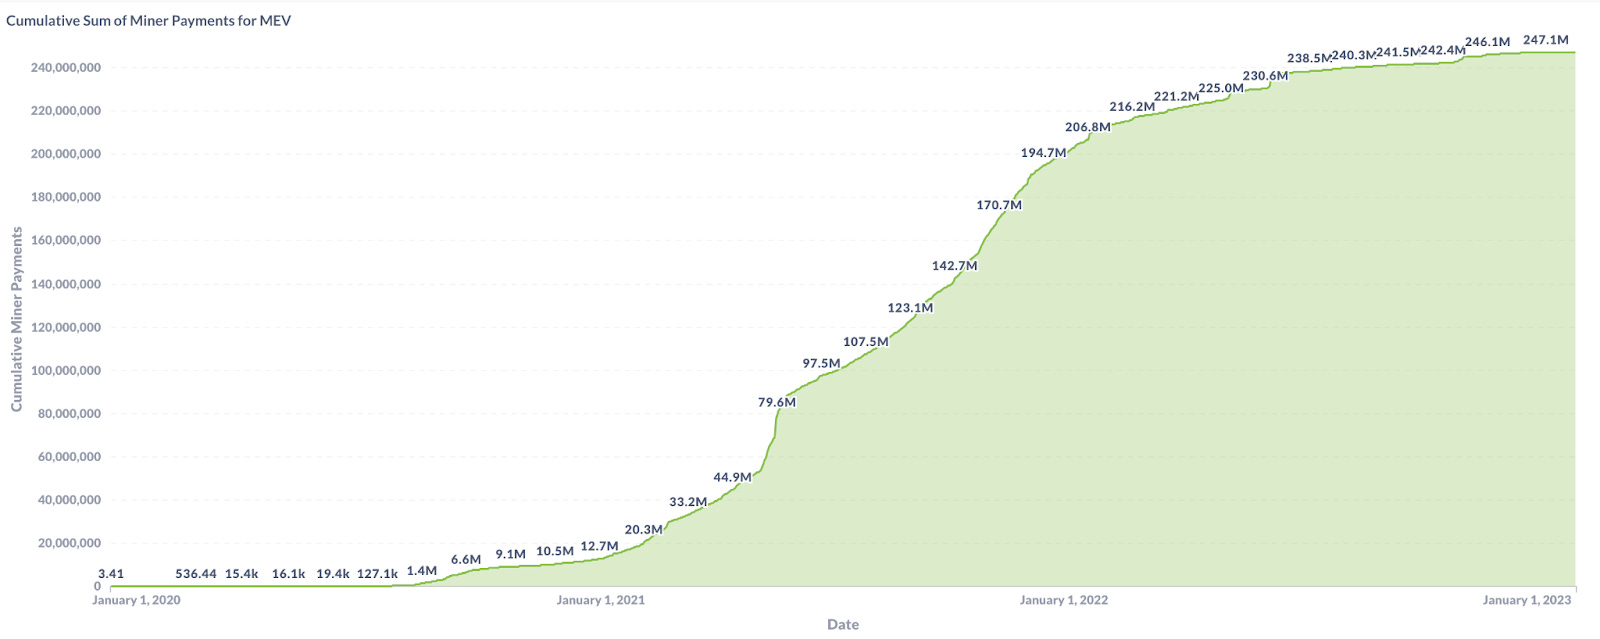 Cumulative Sum of Miner Payments for MEV
240,000,000
220,000,000
200,000,000
180,000,000
160,000,000
140,000,000
120,000,000
100,000,000
80,000,000
60,000,000
40,000,000
20,000,000
0
Cumulative Miner Payments
3.41
536.44
15.4k
16.1k
19.4k
127.1k
1.4M
6.6M
9.1M
10.5M
12.7M
20.3M
33.2M
44.9M
79.6M
97.5M
107.5M
123.1M
142.7M
170.7M
194.7M
206.8M
216.2M
221.2M
225.0M
230.6M
238.5M
240.3M
241.5M
242.4M
246.1M
247.1M
January 1, 2020
January 1, 2021
January 1, 2022
January 1, 2023
Date